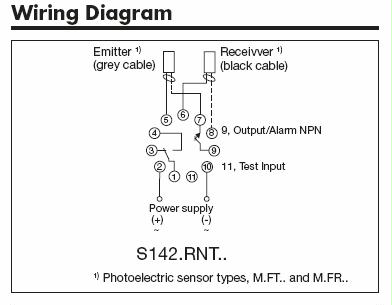 Wiring Diagram
Emitter 1) Receivver 1)
(grey cable) (black cable)
5 6 7
4 8 9, Output/Alarm NPN
3 9
2 10 11, Test Input
1 11
Power supply
(+) (-)
~ ~
S142.RNT..
1) Photoelectric sensor types, M.FT.. and M.FR..